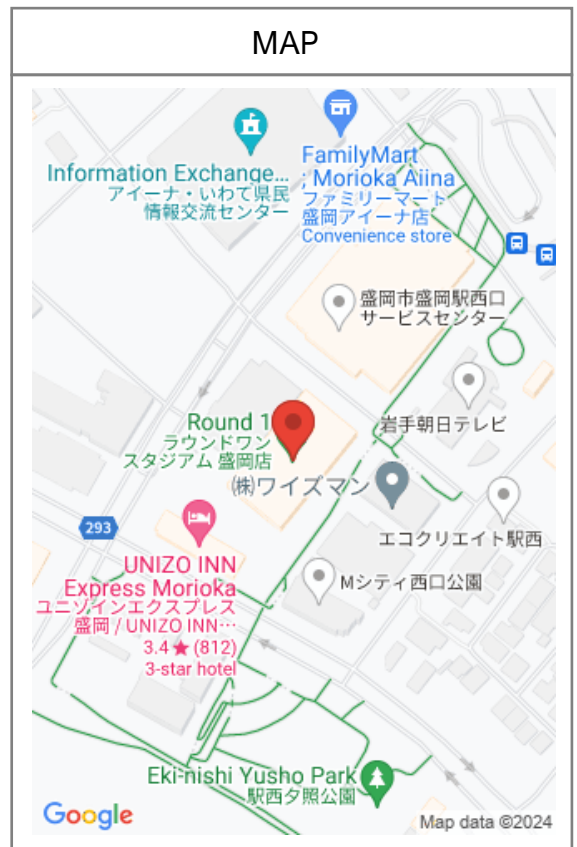 MAP
FamilyMart
; Morioka Aiina
ファミリーマート
盛岡アイーナ店
Convenience store
Information Exchange...
アイーナ・いわて県民
情報交流センター
盛岡市盛岡駅西口
サービスセンター
岩手朝日テレビ
Round 1
ラウンドワン
スタジアム 盛岡店
㈱ワイズマン
エコクリエイト駅西
293
UNIZO INN
Express Morioka
ユニゾインエクスプレス
盛岡 / UNIZO INN…
3.4★(812)
3-star hotel
Mシティ西口公園
Eki-nishi Yusho Park
駅西夕照公園
Google
Map data ©2024